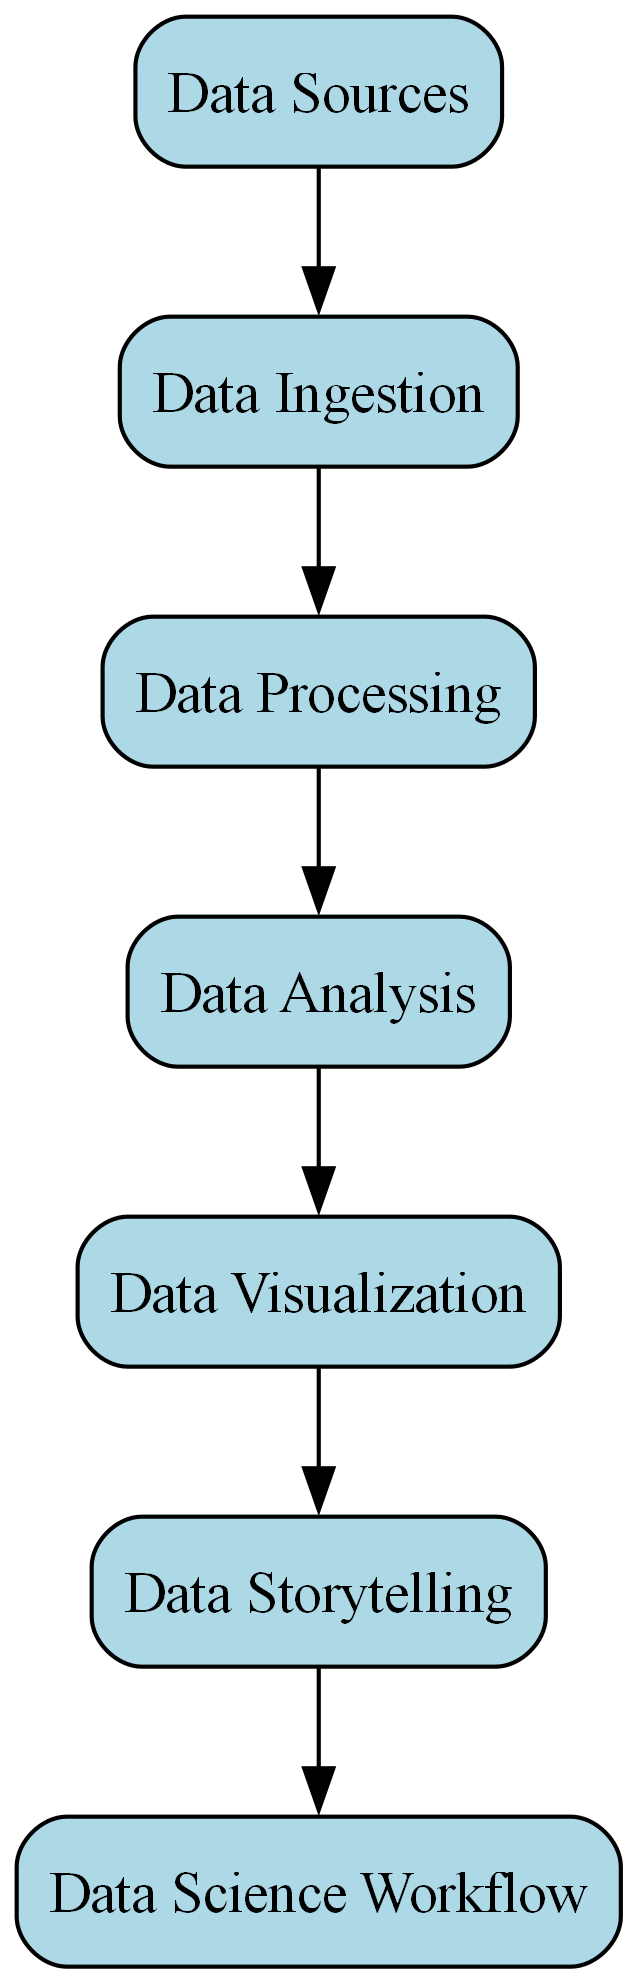 Data Sources
Data Ingestion
Data Processing
Data Analysis
Data Visualization
Data Storytelling
Data Science Workflow